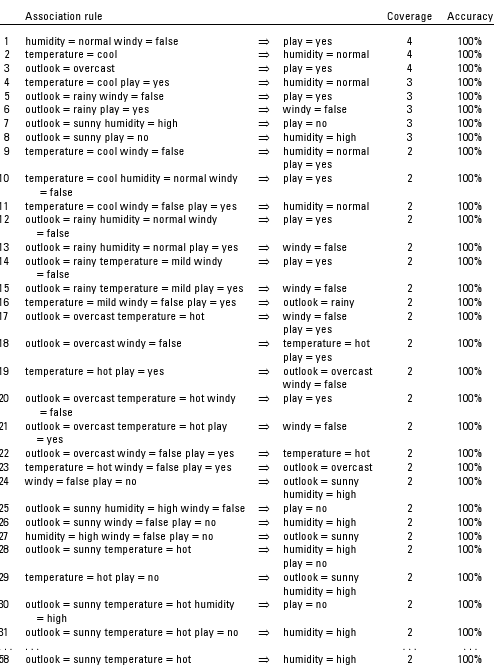 Association rule Coverage Accuracy
1 humidity = normal windy = false ⇒ play = yes 4 100%
2 temperature = cool ⇒ humidity = normal 4 100%
3 outlook = overcast ⇒ play = yes 4 100%
4 temperature = cool play = yes ⇒ humidity = normal 3 100%
5 outlook = rainy windy = false ⇒ play = yes 3 100%
6 outlook = rainy play = yes ⇒ windy = false 3 100%
7 outlook = sunny humidity = high ⇒ play = no 3 100%
8 outlook = sunny play = no ⇒ humidity = high 3 100%
9 temperature = cool windy = false ⇒ humidity = normal 2 100%
play = yes
10 temperature = cool humidity = normal windy ⇒ play = yes 2 100%
= false
11 temperature = cool windy = false play = yes ⇒ humidity = normal 2 100%
12 outlook = rainy humidity = normal windy ⇒ play = yes 2 100%
= false
13 outlook = rainy humidity = normal play = yes ⇒ windy = false 2 100%
14 outlook = rainy temperature = mild windy ⇒ play = yes 2 100%
= false
15 outlook = rainy temperature = mild play = yes ⇒ windy = false 2 100%
16 temperature = mild windy = false play = yes ⇒ outlook = rainy 2 100%
17 outlook = overcast temperature = hot ⇒ windy = false 2 100%
play = yes
18 outlook = overcast windy = false ⇒ temperature = hot 2 100%
play = yes
19 temperature = hot play = yes ⇒ outlook = overcast 2 100%
windy = false
20 outlook = overcast temperature = hot windy ⇒ play = yes 2 100%
= false
21 outlook = overcast temperature = hot play ⇒ windy = false 2 100%
= yes
22 outlook = overcast windy = false play = yes ⇒ temperature = hot 2 100%
23 temperature = hot windy = false play = yes ⇒ outlook = overcast 2 100%
24 windy = false play = no ⇒ outlook = sunny 2 100%
humidity = high
25 outlook = sunny humidity = high windy = false ⇒ play = no 2 100%
26 outlook = sunny windy = false play = no ⇒ humidity = high 2 100%
27 humidity = high windy = false play = no ⇒ outlook = sunny 2 100%
28 outlook = sunny temperature = hot ⇒ humidity = high 2 100%
play = no
29 temperature = hot play = no ⇒ outlook = sunny 2 100%
humidity = high
30 outlook = sunny temperature = hot humidity ⇒ play = no 2 100%
= high
31 outlook = sunny temperature = hot play = no ⇒ humidity = high 2 100%
. . . . . . . . . . . .
58 outlook = sunny temperature = hot ⇒ humidity = high 2 100%